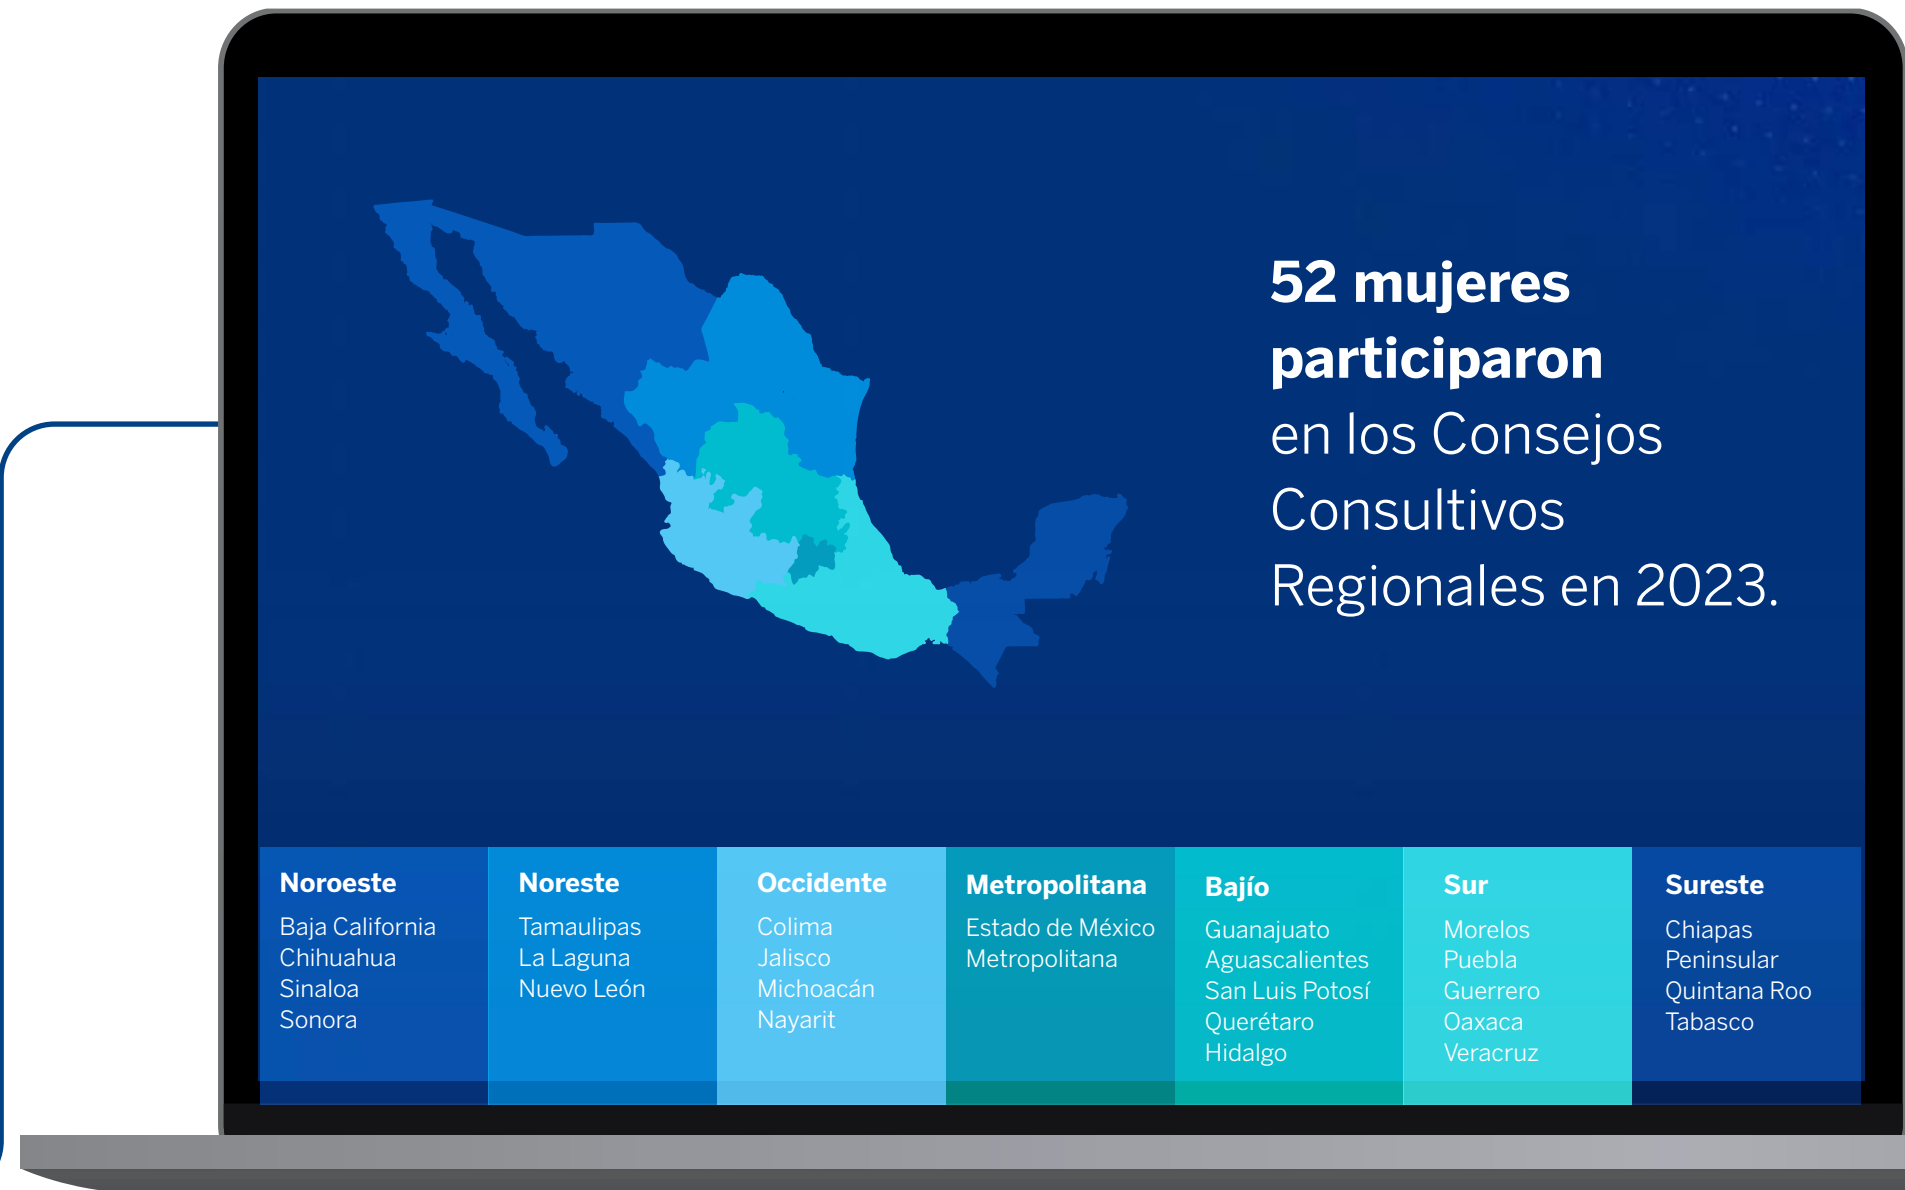 52 mujeres
participaron
en los Consejos
Consultivos
Regionales en 2023.
Noroeste
Baja California
Chihuahua
Sinaloa
Sonora
Noreste
Tamaulipas
La Laguna
Nuevo León
Occidente
Colima
Jalisco
Michoacán
Nayarit
Metropolitana
Estado de México
Metropolitana
Bajío
Guanajuato
Aguascalientes
San Luis Potosí
Querétaro
Hidalgo
Sur
Morelos
Puebla
Guerrero
Oaxaca
Veracruz
Sureste
Chiapas
Peninsular
Quintana Roo
Tabasco